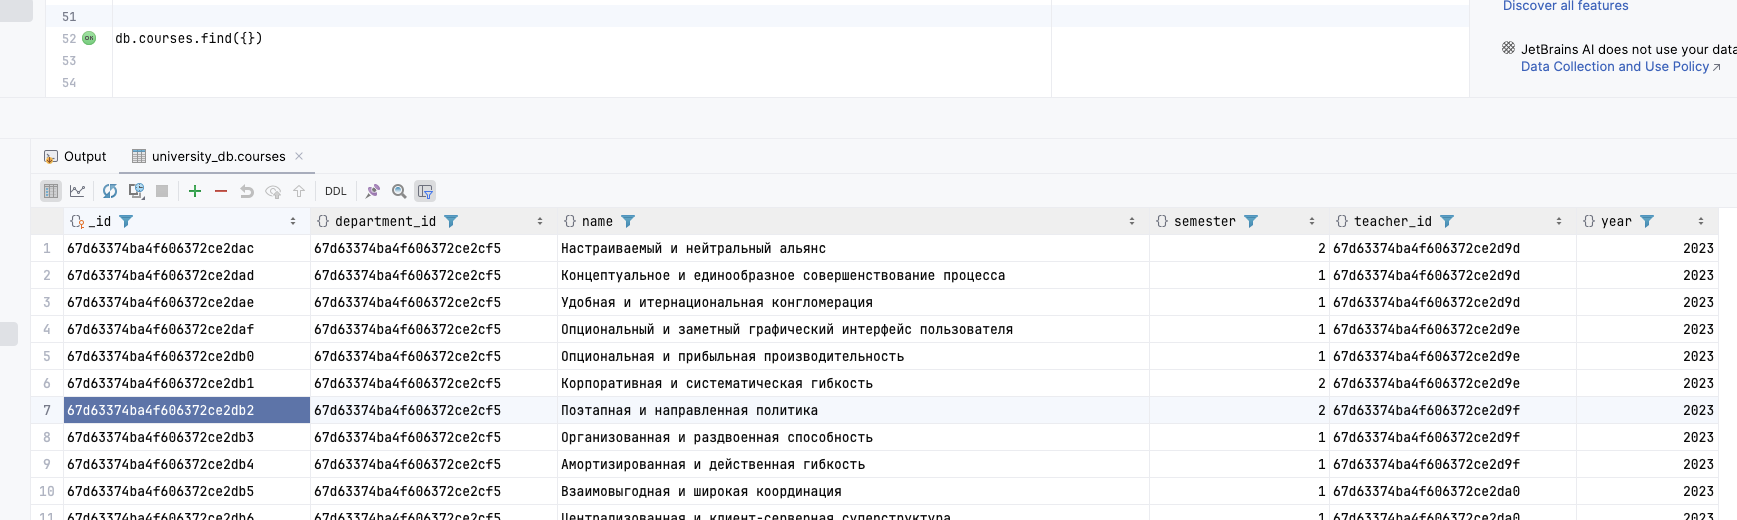 Discover all features
51
52 OK db.courses.find({})
JetBrains AI does not use your data
53
Data Collection and Use Policy ↗
54
Output university_db.courses ×
DDL
_id department_id name semester teacher_id year
1 67d63374ba4f606372ce2dac 67d63374ba4f606372ce2cf5 Настраиваемый и нейтральный альянс 2 67d63374ba4f606372ce2d9d 2023
2 67d63374ba4f606372ce2dad 67d63374ba4f606372ce2cf5 Концептуальное и единообразное совершенствование процесса 1 67d63374ba4f606372ce2d9d 2023
3 67d63374ba4f606372ce2dae 67d63374ba4f606372ce2cf5 Удобная и итернациональная конгломерация 1 67d63374ba4f606372ce2d9d 2023
4 67d63374ba4f606372ce2daf 67d63374ba4f606372ce2cf5 Опциональный и заметный графический интерфейс пользователя 1 67d63374ba4f606372ce2d9e 2023
5 67d63374ba4f606372ce2db0 67d63374ba4f606372ce2cf5 Опциональная и прибыльная производительность 1 67d63374ba4f606372ce2d9e 2023
6 67d63374ba4f606372ce2db1 67d63374ba4f606372ce2cf5 Корпоративная и систематическая гибкость 2 67d63374ba4f606372ce2d9e 2023
7 67d63374ba4f606372ce2db2 67d63374ba4f606372ce2cf5 Поэтапная и направленная политика 2 67d63374ba4f606372ce2d9f 2023
8 67d63374ba4f606372ce2db3 67d63374ba4f606372ce2cf5 Организованная и раздвоенная способность 1 67d63374ba4f606372ce2d9f 2023
9 67d63374ba4f606372ce2db4 67d63374ba4f606372ce2cf5 Амортизированная и действенная гибкость 1 67d63374ba4f606372ce2d9f 2023
10 67d63374ba4f606372ce2db5 67d63374ba4f606372ce2cf5 Взаимовыгодная и широкая координация 1 67d63374ba4f606372ce2da0 2023
11 67d63374ba4f606372ce2db6 67d63374ba4f606372ce2cf5 Централизованная и клиент-серверная суперструктура 1 67d63374ba4f606372ce2da0 2023